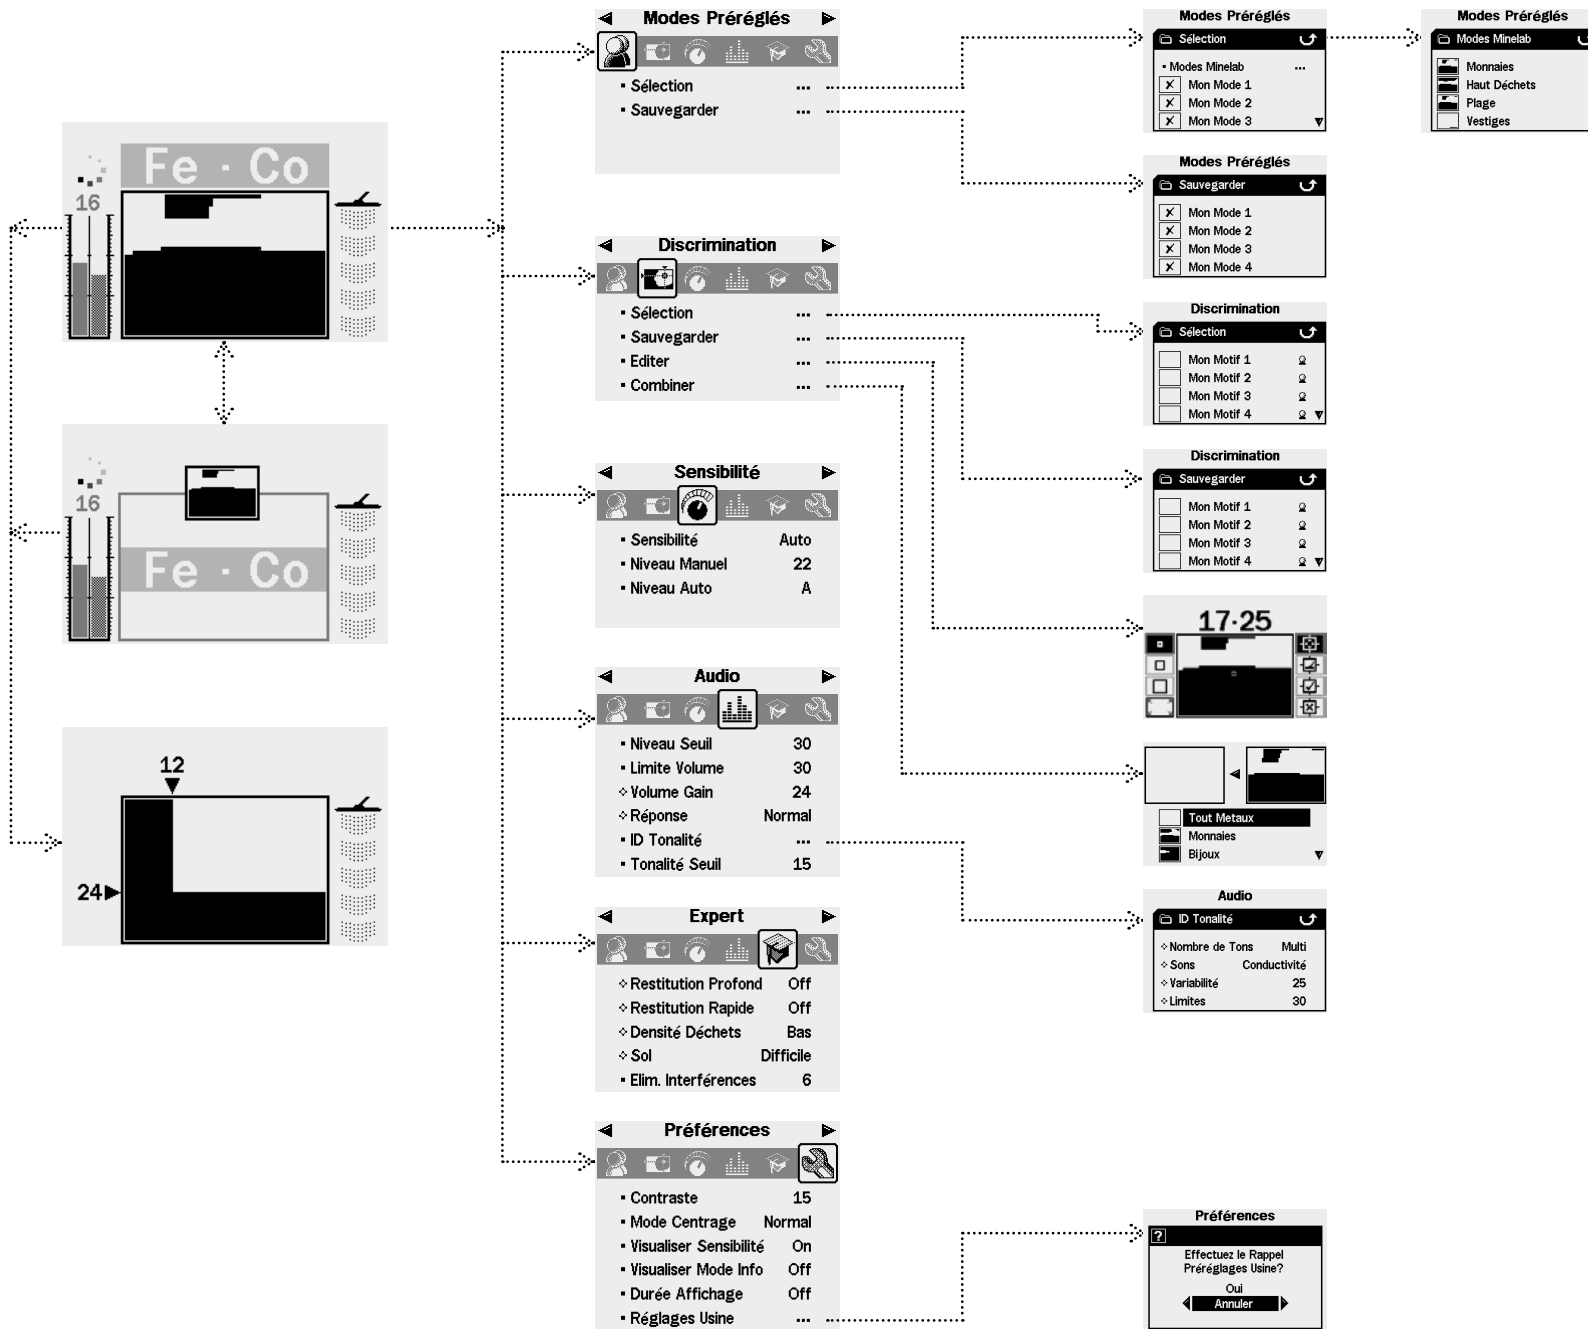 Fe · Co
16
Fe · Co
16
12
24
Modes Préréglés
Sélection ...
Sauvegarder ...
Discrimination
Sélection ...
Sauvegarder ...
Editer ...
Combiner ...
Sensibilité
Sensibilité Auto
Niveau Manuel 22
Niveau Auto A
Audio
Niveau Seuil 30
Limite Volume 30
Volume Gain 24
Réponse Normal
ID Tonalité ...
Tonalité Seuil 15
Expert
Restitution Profond Off
Restitution Rapide Off
Densité Déchets Bas
Sol Difficile
Elim. Interférences 6
Préférences
Contraste 15
Mode Centrage Normal
Visualiser Sensibilité On
Visualiser Mode Info Off
Durée Affichage Off
Réglages Usine ...
Modes Préréglés
Sélection
Modes Minelab ...
Mon Mode 1
Mon Mode 2
Mon Mode 3
Modes Préréglés
Sauvegarder
Mon Mode 1
Mon Mode 2
Mon Mode 3
Mon Mode 4
Discrimination
Sélection
Mon Motif 1
Mon Motif 2
Mon Motif 3
Mon Motif 4
Discrimination
Sauvegarder
Mon Motif 1
Mon Motif 2
Mon Motif 3
Mon Motif 4
17·25
Tout Metaux
Monnaies
Bijoux
Audio
ID Tonalité
Nombre de Tons Multi
Sons Conductivité
Variabilité 25
Limites 30
Préférences
?
Effectuez le Rappel
Préréglages Usine?
Oui
Annuler
Modes Préréglés
Modes Minelab
Monnaies
Haut Déchets
Plage
Vestiges